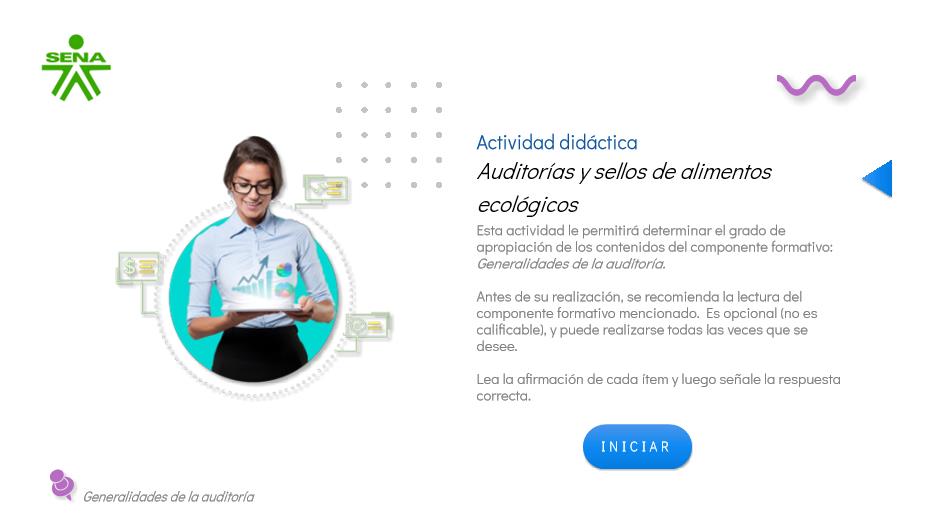 SENA
Actividad didáctica
Auditorías y sellos de alimentos
ecológicos
Esta actividad le permitirá determinar el grado de
apropiación de los contenidos del componente formativo:
Generalidades de la auditoría.
Antes de su realización, se recomienda la lectura del
componente formativo mencionado. Es opcional (no es
calificable), y puede realizarse todas las veces que se
desee.
Lea la afirmación de cada ítem y luego señale la respuesta
correcta.
INICIAR
Generalidades de la auditoría